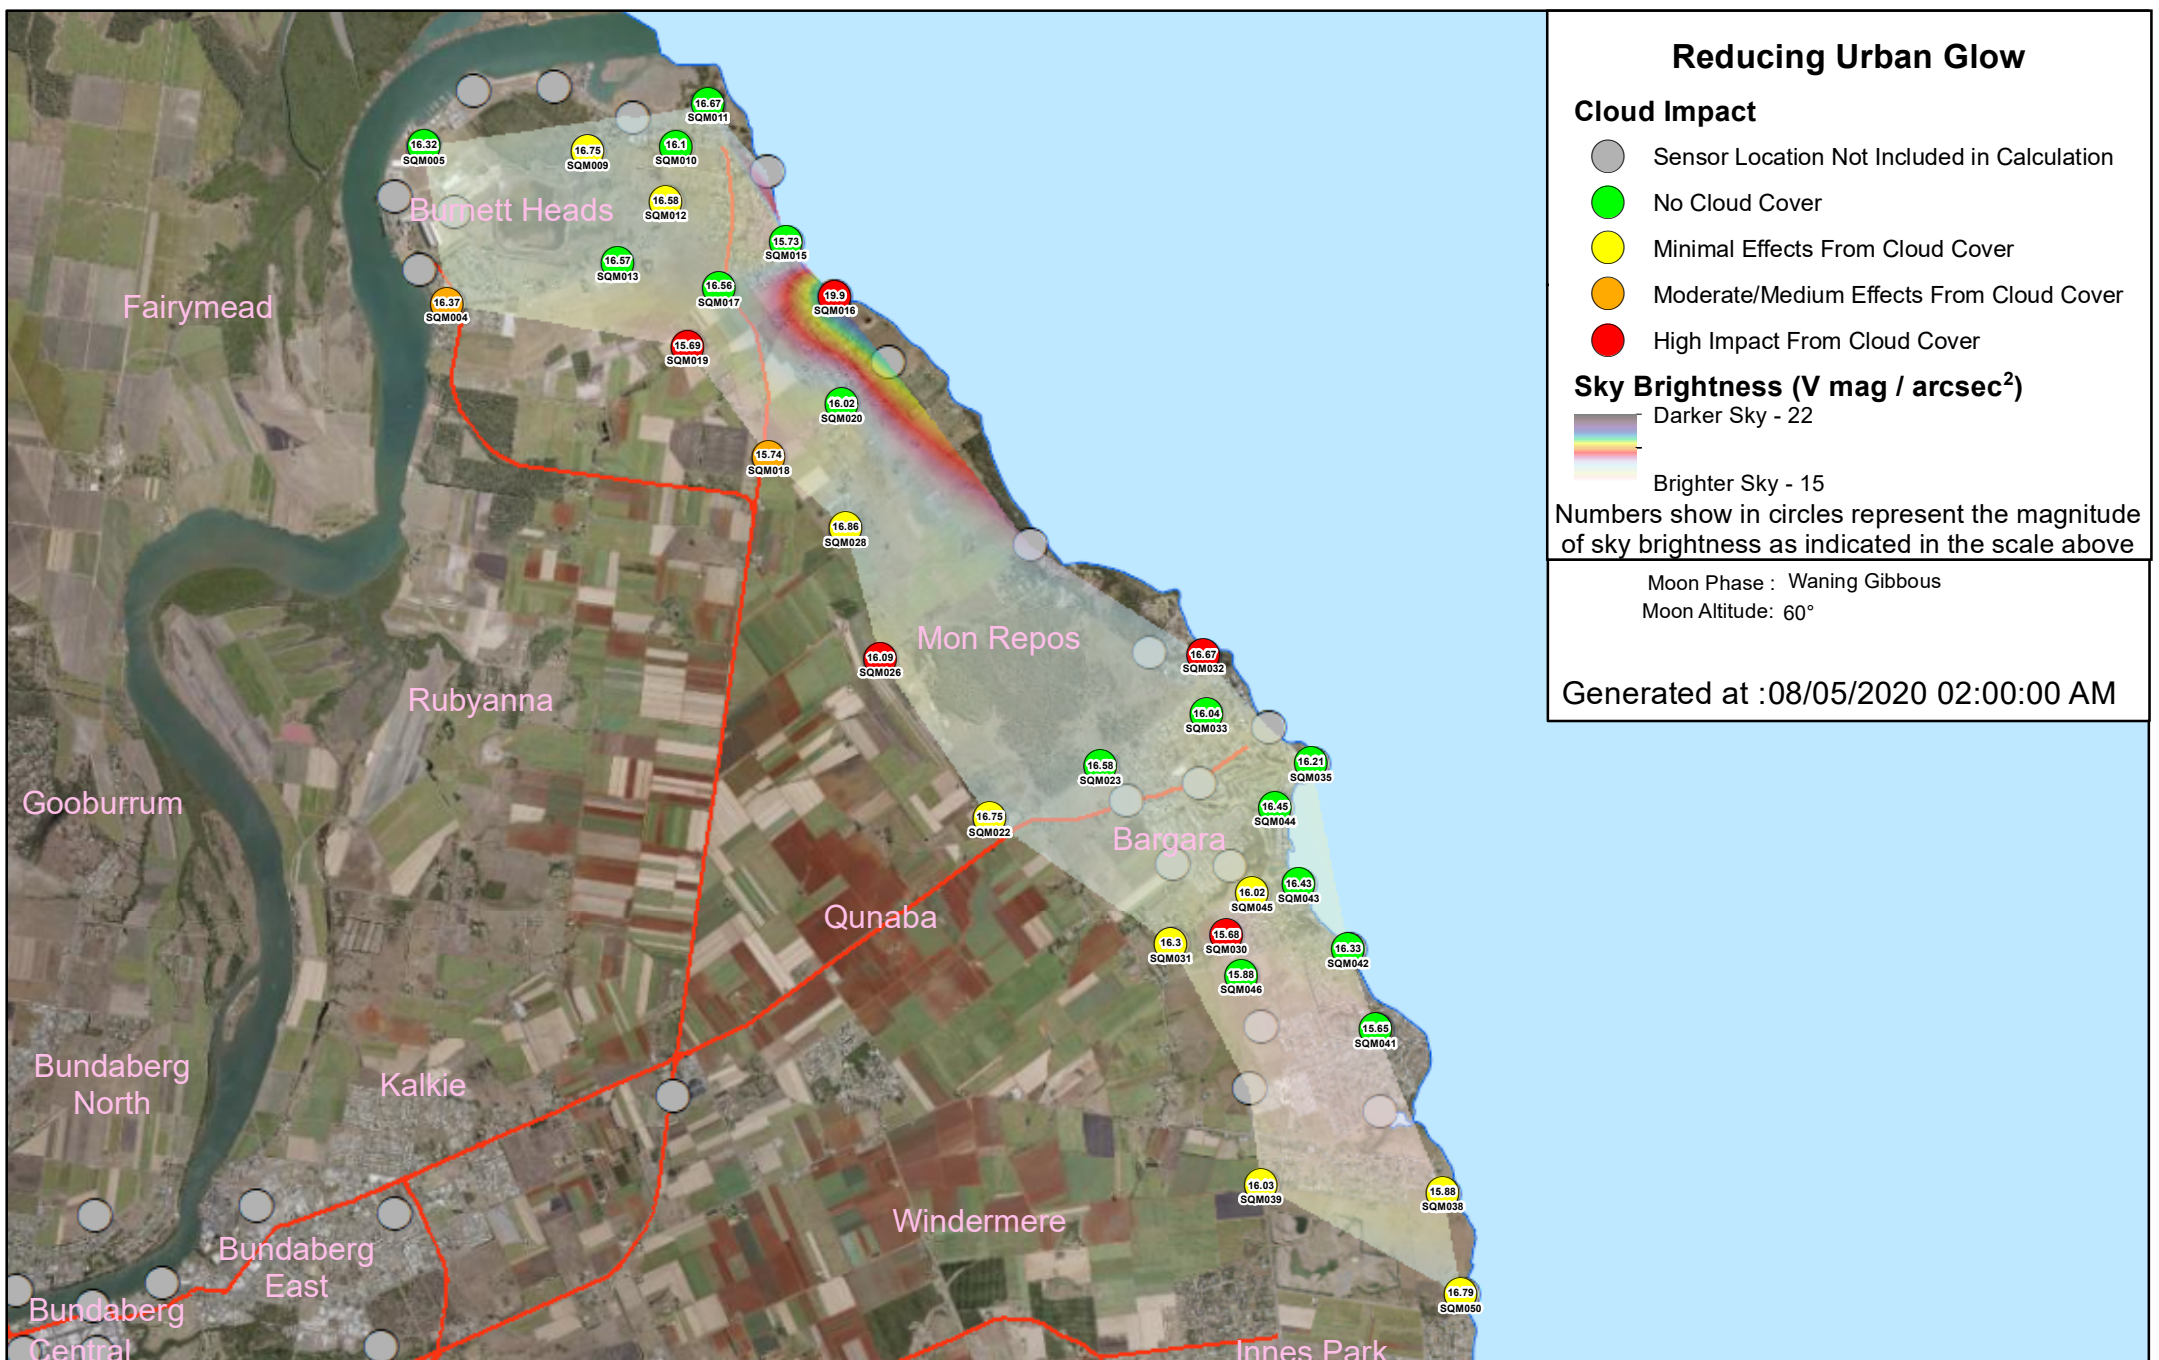 Reducing Urban Glow
Cloud Impact
Sensor Location Not Included in Calculation
No Cloud Cover
Minimal Effects From Cloud Cover
Moderate/Medium Effects From Cloud Cover
High Impact From Cloud Cover
Sky Brightness (V mag / arcsec²)
Darker Sky - 22
Brighter Sky - 15
Numbers show in circles represent the magnitude
of sky brightness as indicated in the scale above
Moon Phase : Waning Gibbous
Moon Altitude: 60°
Generated at :08/05/2020 02:00:00 AM
16.67
SQM011
16.32
SQM005
16.75
SQM009
16.1
SQM010
16.58
SQM012
Burnett Heads
15.73
SQM015
16.57
SQM013
16.56
SQM017
19.9
SQM016
Fairymead
16.37
SQM004
15.69
SQM019
16.02
SQM020
15.74
SQM018
16.86
SQM028
Mon Repos
16.09
SQM026
16.67
SQM032
Rubyanna
16.04
SQM033
16.58
SQM023
16.21
SQM035
Gooburrum
16.75
SQM022
16.45
SQM044
Bargara
16.43
SQM043
16.02
SQM045
Qunaba
15.68
SQM030
16.3
SQM031
16.33
SQM042
15.88
SQM046
15.65
SQM041
Bundaberg
North
Kalkie
16.03
SQM039
15.88
SQM038
Windermere
Bundaberg
East
16.79
SQM050
Bundaberg
Central
Innes Park